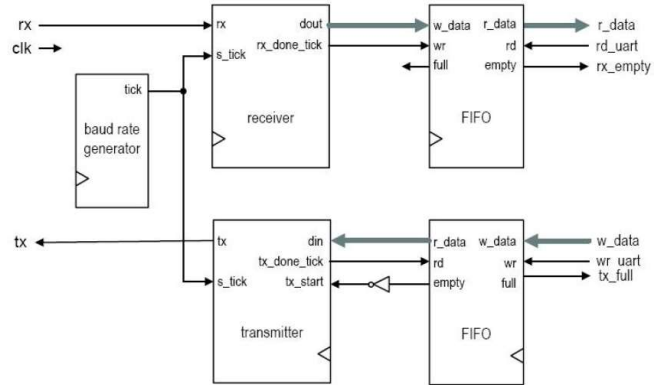 rx
clk
rx
dout
s_tick
rx_done_tick
receiver
w_data
r_data
wr
rd
full
empty
FIFO
r_data
rd_uart
rx_empty
tick
baud rate
generator
tx
tx
din
tx_done_tick
s_tick
tx_start
transmitter
r_data
w_data
rd
wr
empty
full
FIFO
w_data
wr_uart
tx_full